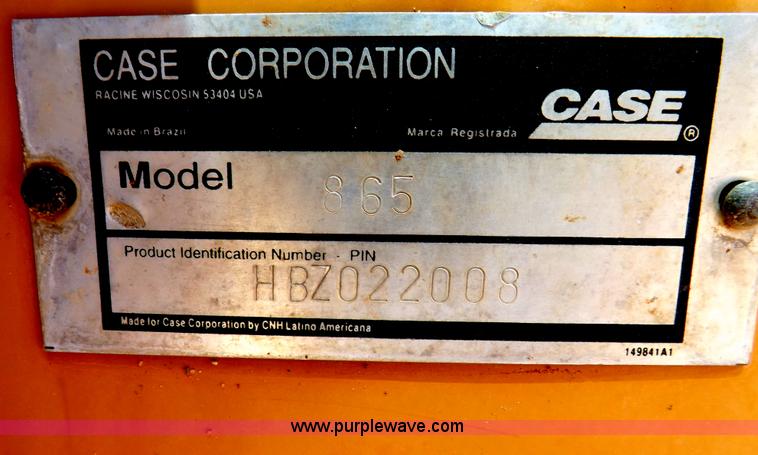 CASE CORPORATION
RACINE WISCOSIN 53404 USA
CASE ®
Made in Brazil Marca Registrada
Model 865
Product Identification Number - PIN
HBZ022008
Made for Case Corporation by CNH Latino Americana
149841A1
www.purplewave.com